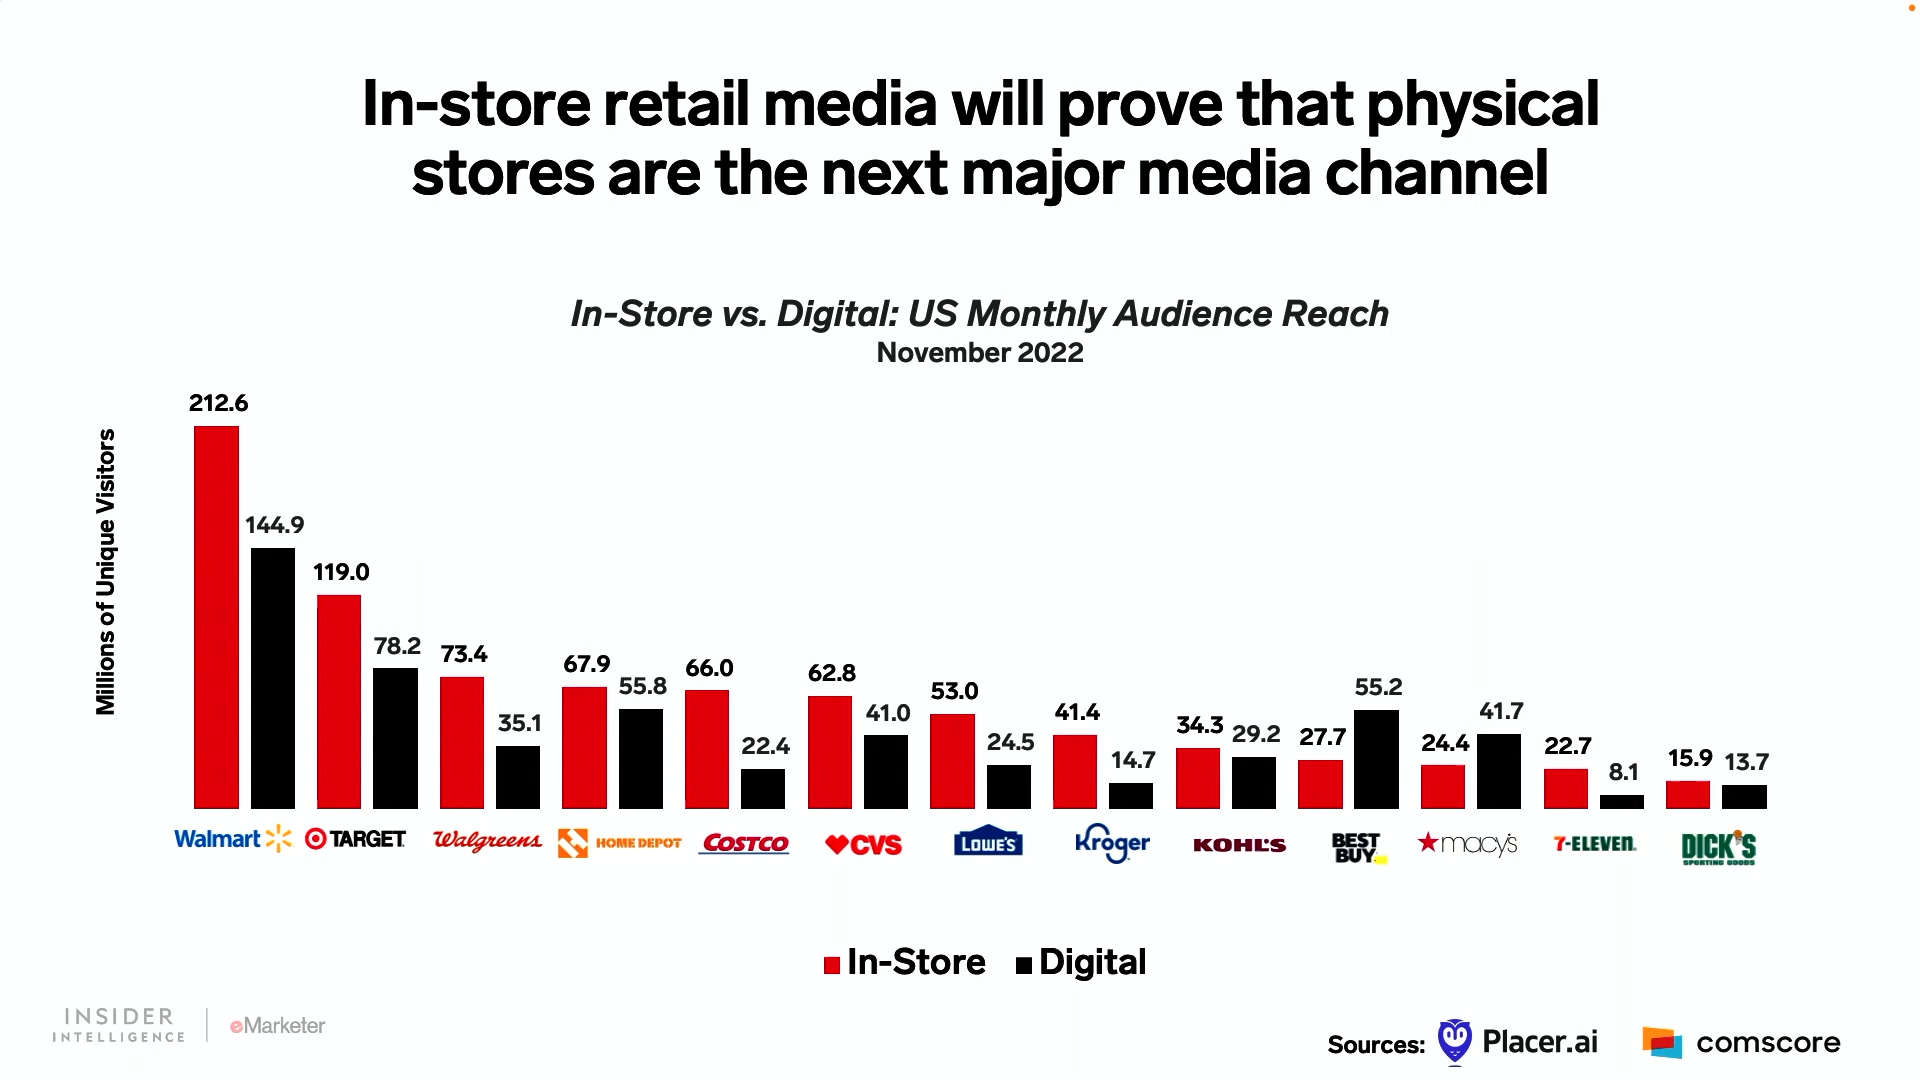 In-store retail media will prove that physical
stores are the next major media channel
In-Store vs. Digital: US Monthly Audience Reach
November 2022
Millions of Unique Visitors
212.6
144.9
119.0
78.2
73.4
35.1
67.9
55.8
66.0
22.4
62.8
41.0
53.0
24.5
41.4
14.7
34.3
29.2
27.7
55.2
24.4
41.7
22.7
8.1
15.9
13.7
Walmart
TARGET
Walgreens
HOME DEPOT
COSTCO
CVS
LOWE'S
Kroger
KOHL'S
BEST
BUY
macy's
7-ELEVEN
DICK'S
SPORTING GOODS
In-Store
Digital
INSIDER
INTELLIGENCE
eMarketer
Sources:
Placer.ai
comscore